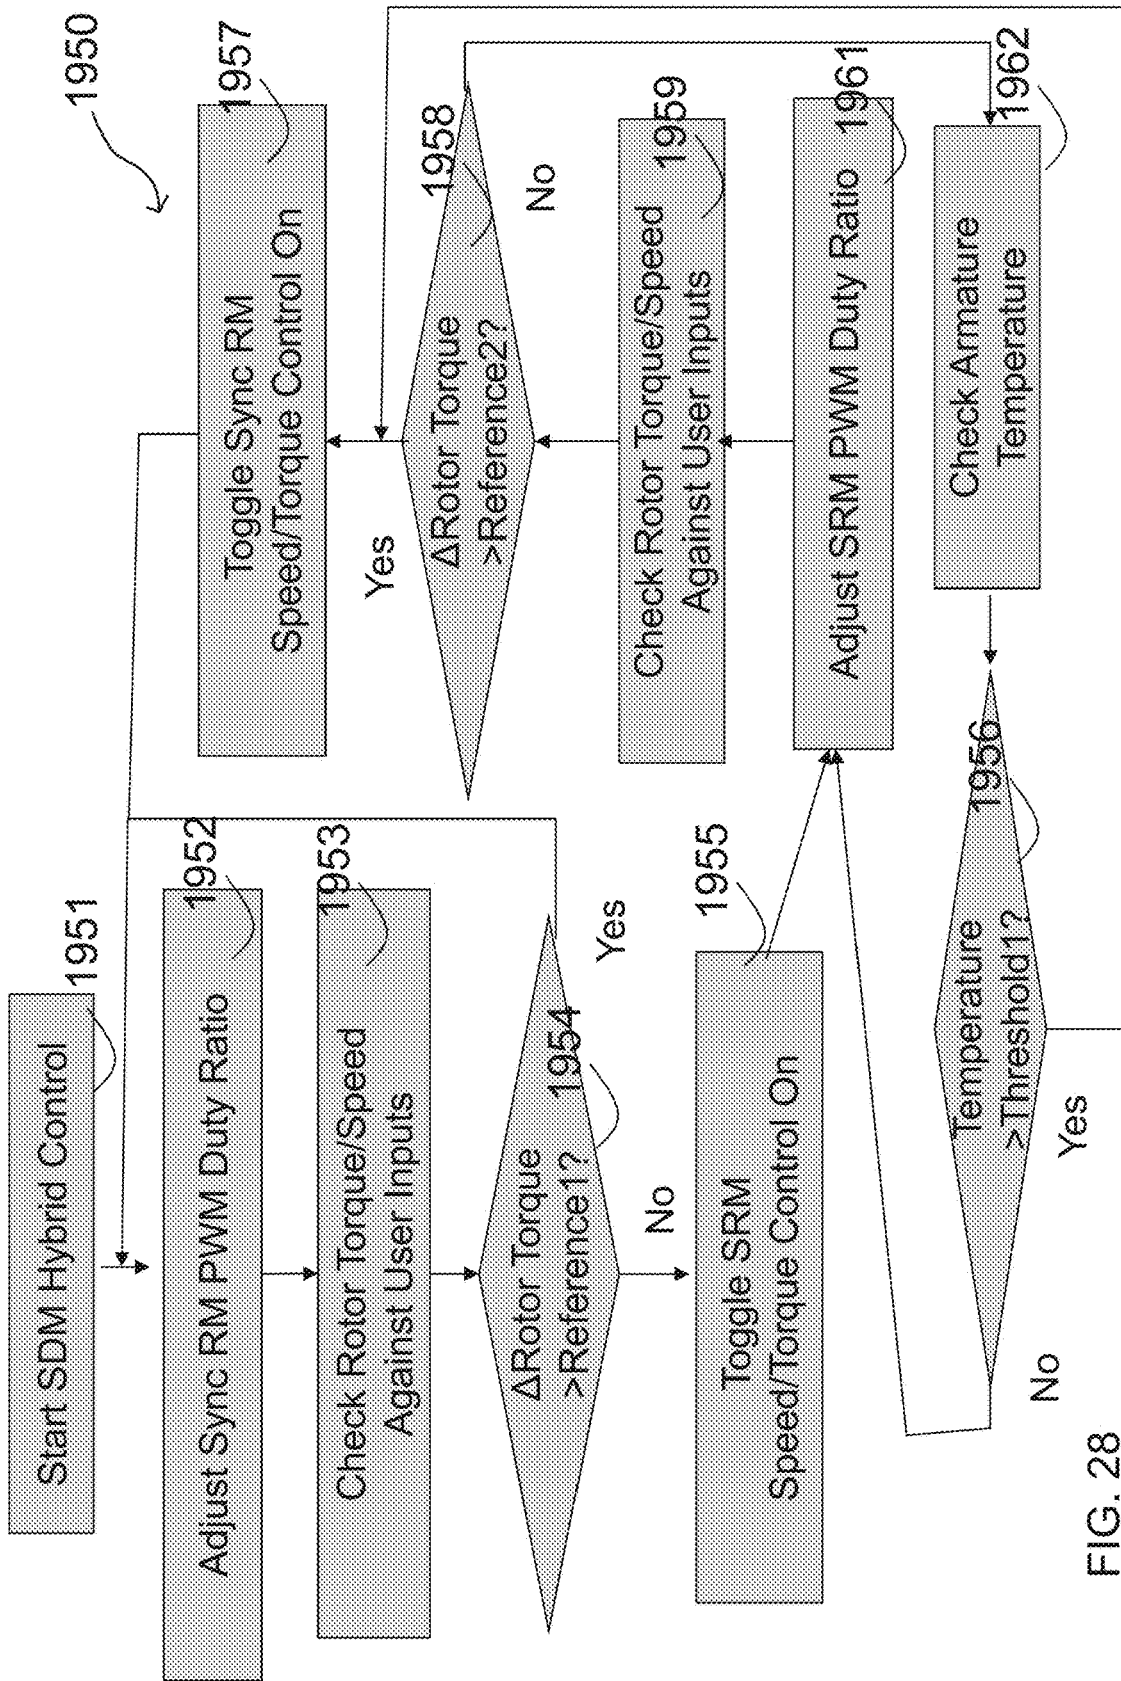 1950
Start SDM Hybrid Control
1951
Adjust Sync RM PWM Duty Ratio
1952
Check Rotor Torque/Speed
Against User Inputs
1953
ΔRotor Torque
>Reference1?
1954
Yes
No
Toggle SRM
Speed/Torque Control On
1955
Temperature
>Threshold1?
1956
Yes
No
Toggle Sync RM
Speed/Torque Control On
1957
Yes
ΔRotor Torque
>Reference2?
1958
No
Check Rotor Torque/Speed
Against User Inputs
1959
Adjust SRM PWM Duty Ratio
1961
Check Armature
Temperature
1962
FIG. 28